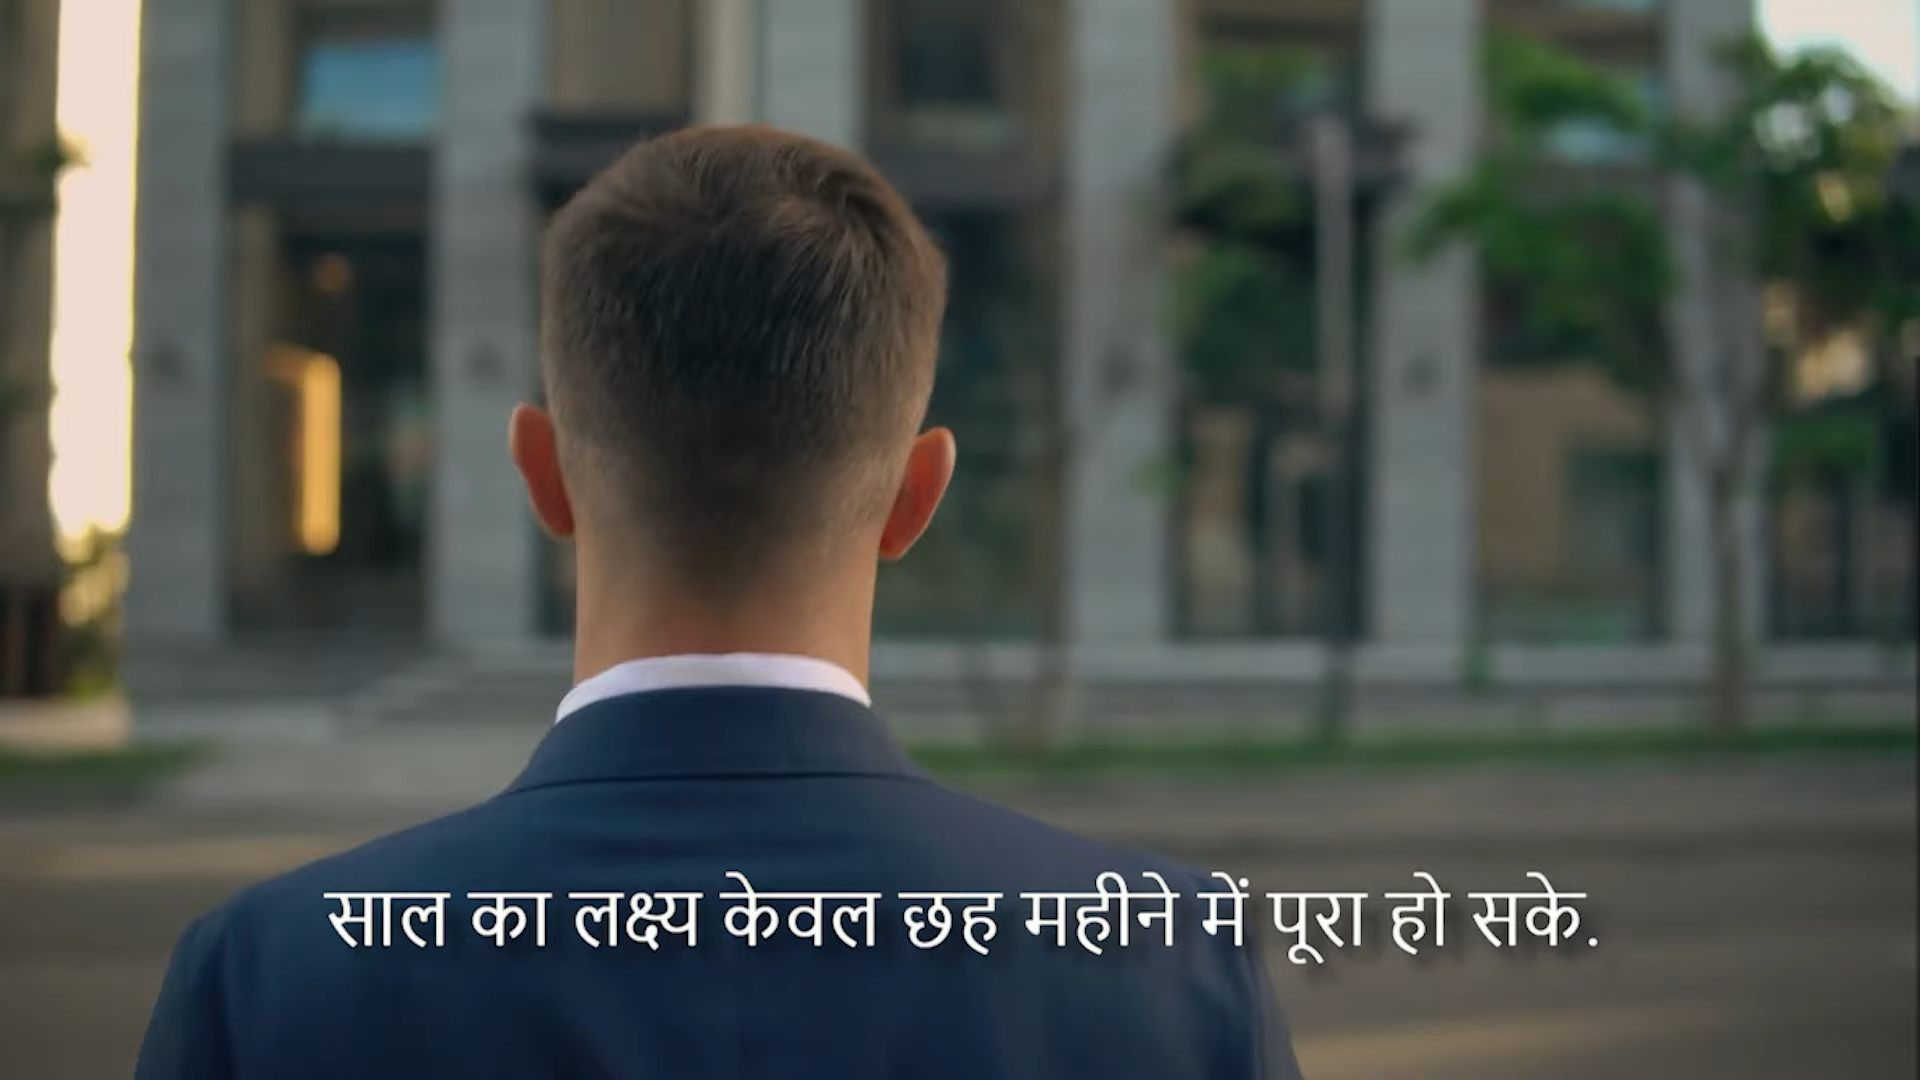 साल का लक्ष्य केवल छह महीने में पूरा हो सके.